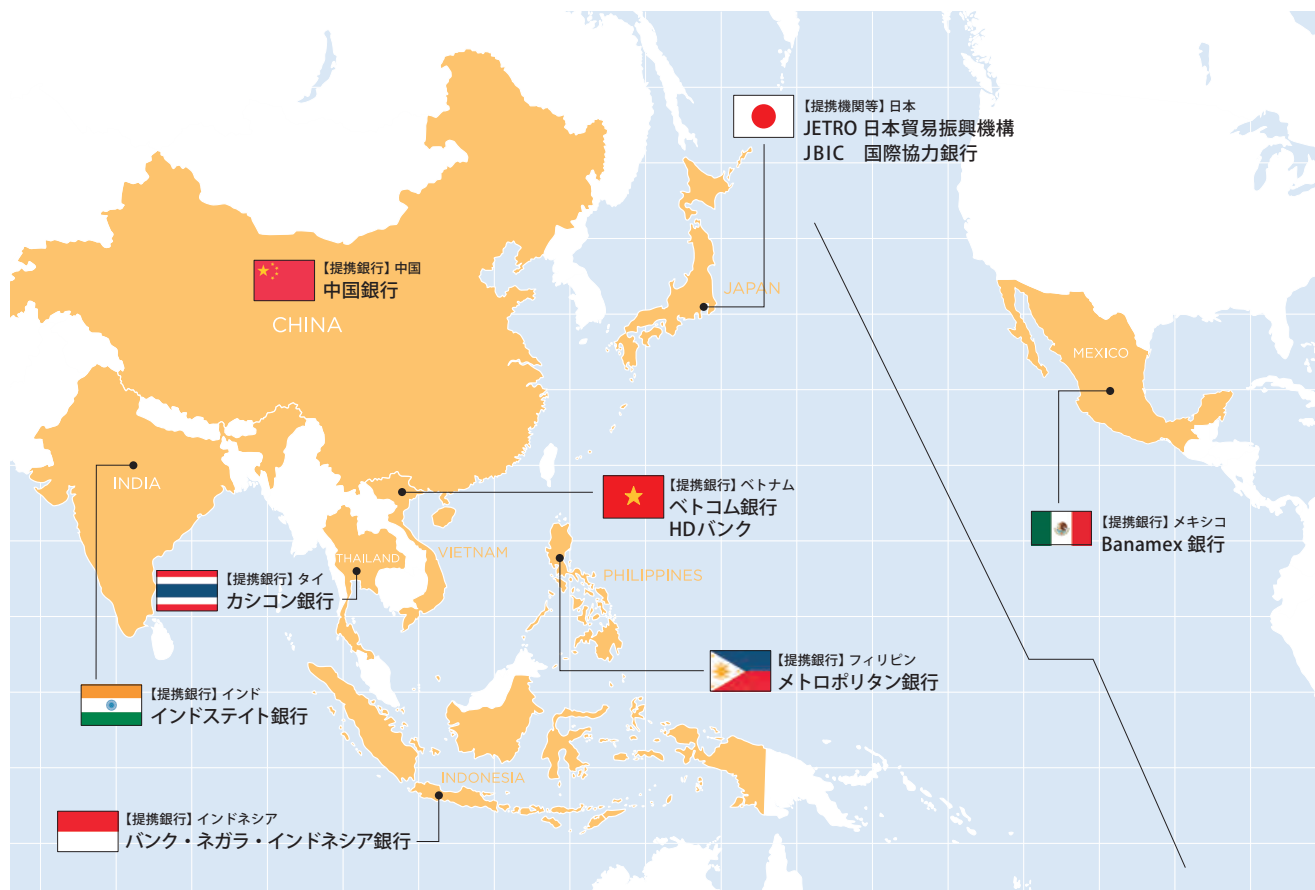 【提携機関等】日本
JETRO 日本貿易振興機構
JBIC　国際協力銀行
【提携銀行】中国
中国銀行
CHINA
JAPAN
MEXICO
INDIA
【提携銀行】ベトナム
ベトコム銀行
HDバンク
【提携銀行】メキシコ
Banamex 銀行
VIETNAM
THAILAND
PHILIPPINES
【提携銀行】タイ
カシコン銀行
【提携銀行】フィリピン
メトロポリタン銀行
【提携銀行】インド
インドステイト銀行
INDONESIA
【提携銀行】インドネシア
バンク・ネガラ・インドネシア銀行